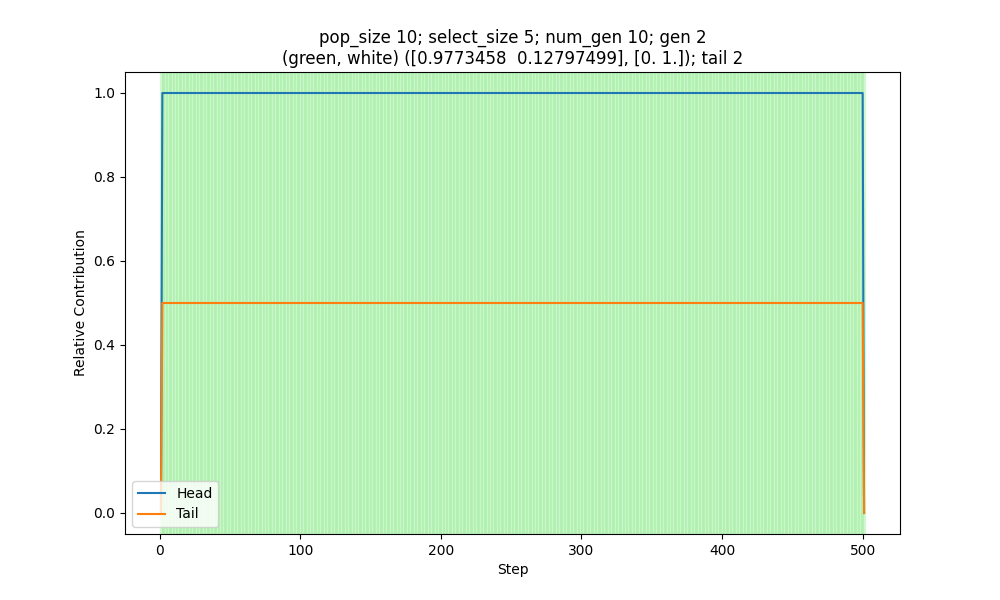 pop_size 10; select_size 5; num_gen 10; gen 2
(green, white) ([0.9773458  0.12797499], [0. 1.]); tail 2
1.0
0.8
0.6
0.4
0.2
0.0
Relative Contribution
Head
Tail
0 100 200 300 400 500
Step